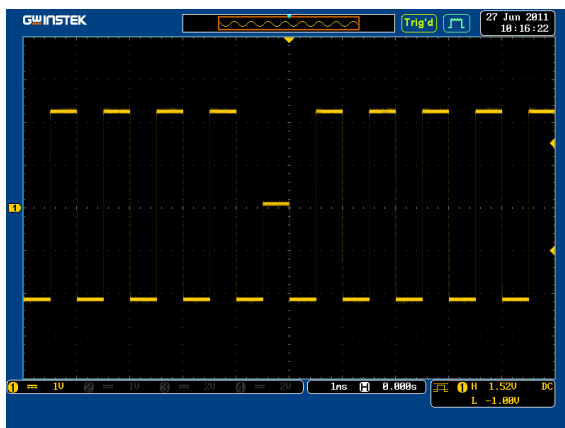 GWINSTEK
Trig'd
27 Jun 2011
10:16:22
1
1 1V 2 1V 3 2V 4 2V 1ms H 0.000s 1 H 1.52V DC
L -1.00V